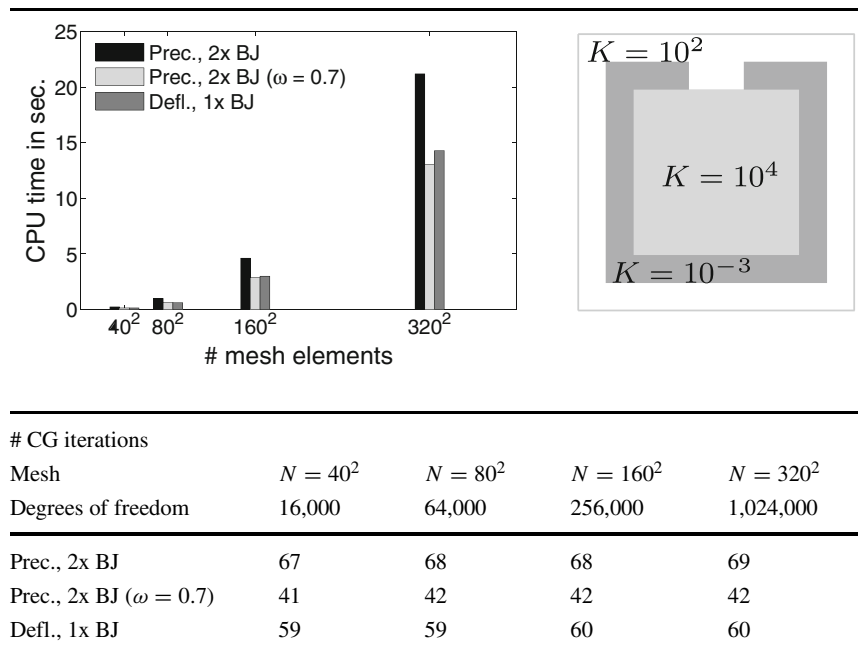 25
20
15
10
5
0
CPU time in sec.
Prec., 2x BJ
Prec., 2x BJ (ω = 0.7)
Defl., 1x BJ
40² 80² 160² 320²
# mesh elements
K = 10²
K = 10⁴
K = 10⁻³
# CG iterations
Mesh N = 40² N = 80² N = 160² N = 320²
Degrees of freedom 16,000 64,000 256,000 1,024,000
Prec., 2x BJ 67 68 68 69
Prec., 2x BJ (ω = 0.7) 41 42 42 42
Defl., 1x BJ 59 59 60 60